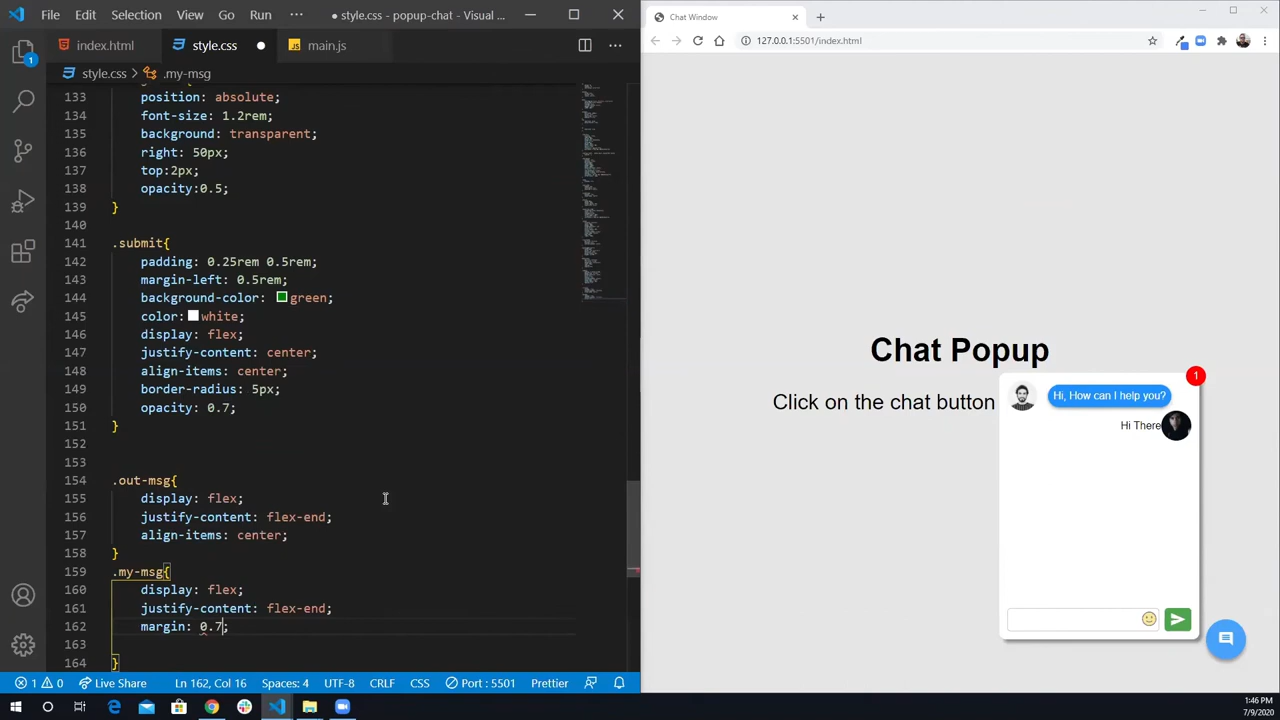 File Edit Selection View Go Run ··· ● style.css - popup-chat - Visual ...
index.html style.css ● main.js ···
style.css > .my-msg
133 position: absolute;
134 font-size: 1.2rem;
135 background: transparent;
136 right: 50px;
137 top:2px;
138 opacity:0.5;
139 }
140
141 .submit{
142 padding: 0.25rem 0.5rem;
143 margin-left: 0.5rem;
144 background-color: green;
145 color: white;
146 display: flex;
147 justify-content: center;
148 align-items: center;
149 border-radius: 5px;
150 opacity: 0.7;
151 }
152
153
154 .out-msg{
155 display: flex;
156 justify-content: flex-end;
157 align-items: center;
158 }
159 .my-msg{
160 display: flex;
161 justify-content: flex-end;
162 margin: 0.7;
163
164 }
1
1 0 Live Share Ln 162, Col 16 Spaces: 4 UTF-8 CRLF CSS Port : 5501 Prettier
Chat Window
127.0.0.1:5501/index.html
Chat Popup
Click on the chat button
1
Hi, How can I help you?
Hi There
1:46 PM
7/9/2020